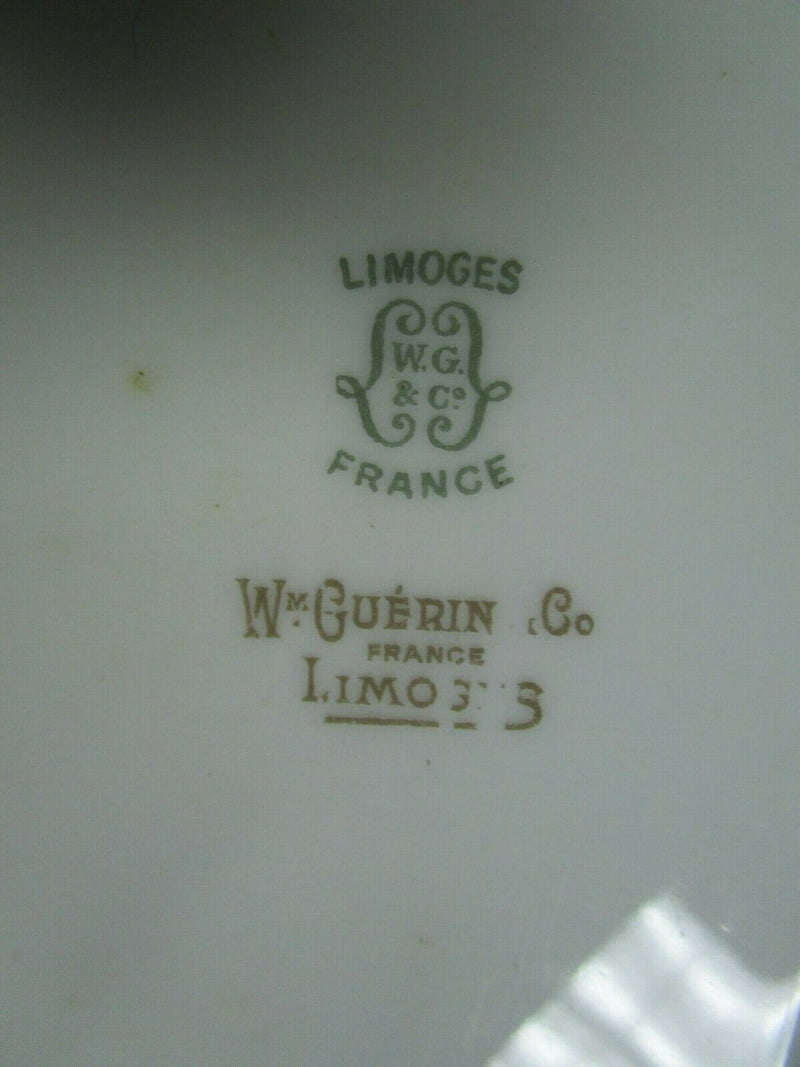 LIMOGES
W.G.
& Co.
FRANCE
Wm. GUÉRIN & Co
FRANCE